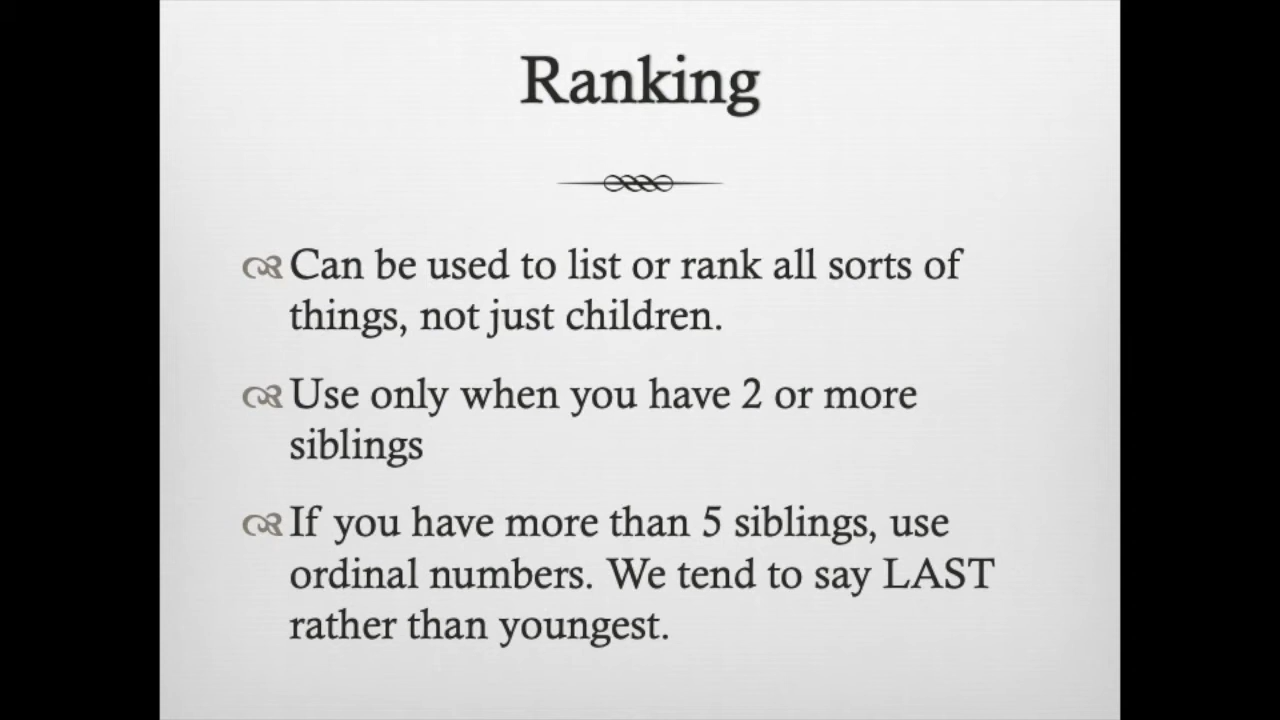 Ranking
Can be used to list or rank all sorts of
things, not just children.
Use only when you have 2 or more
siblings
If you have more than 5 siblings, use
ordinal numbers. We tend to say LAST
rather than youngest.